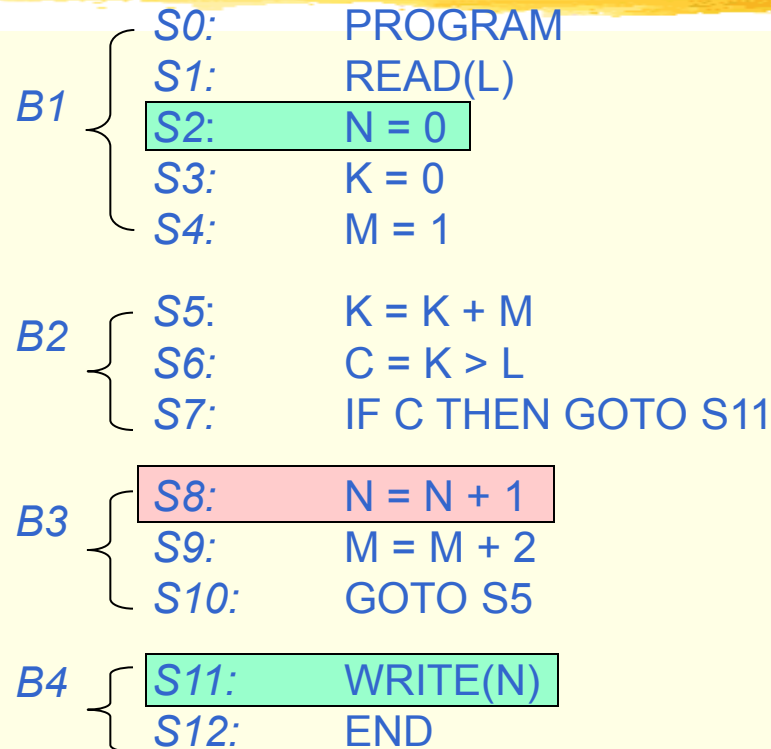 S0: PROGRAM
S1: READ(L)
B1
S2: N = 0
S3: K = 0
S4: M = 1
S5: K = K + M
B2
S6: C = K > L
S7: IF C THEN GOTO S11
S8: N = N + 1
B3
S9: M = M + 2
S10: GOTO S5
B4
S11: WRITE(N)
S12: END